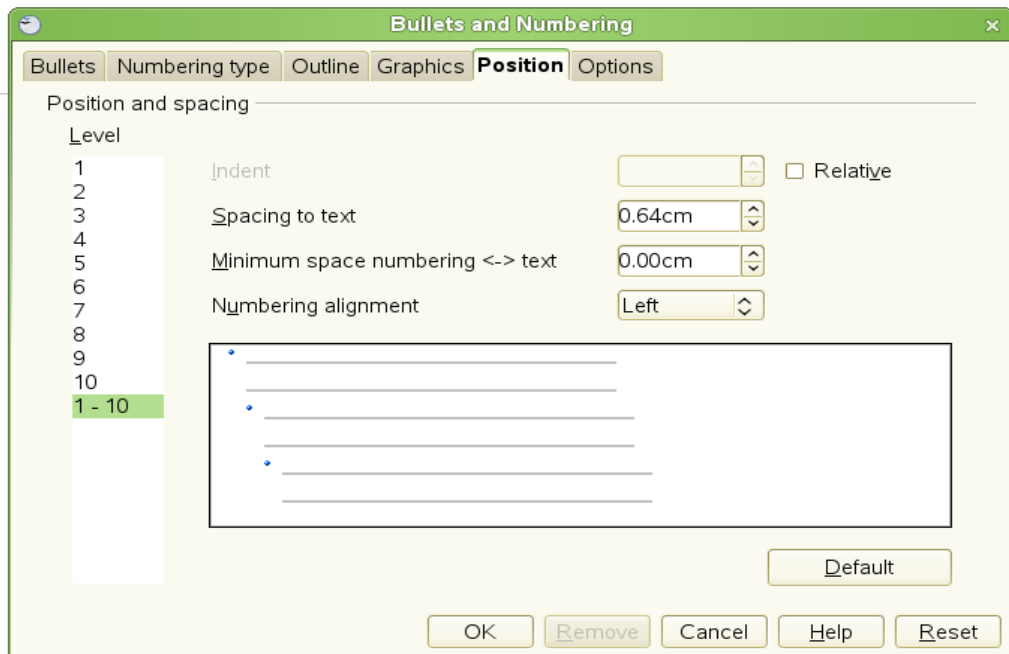 Bullets and Numbering
Bullets Numbering type Outline Graphics Position Options
Position and spacing
Level
1
2
3
4
5
6
7
8
9
10
1 - 10
Indent
Relative
Spacing to text
0.64cm
Minimum space numbering <-> text
0.00cm
Numbering alignment
Left
Default
OK Remove Cancel Help Reset